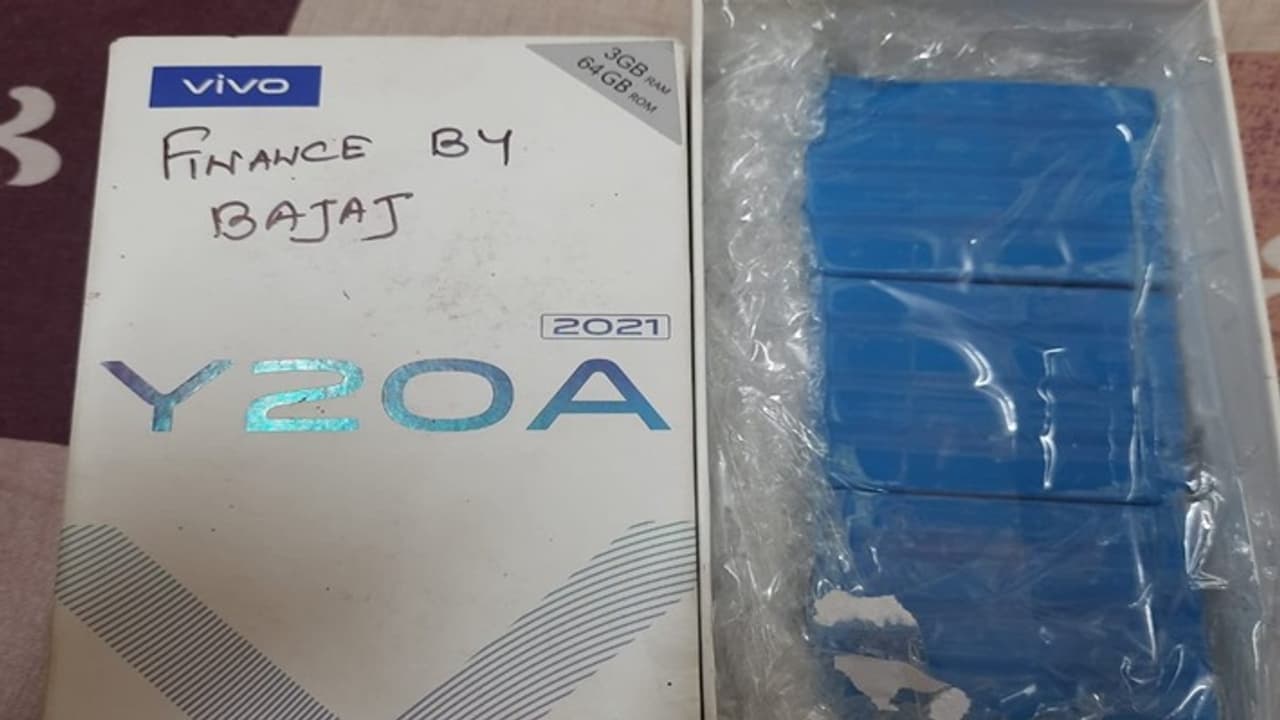 vivo
3GB RAM
64GB ROM
FINANCE BY
BAJAJ
2021
Y20A